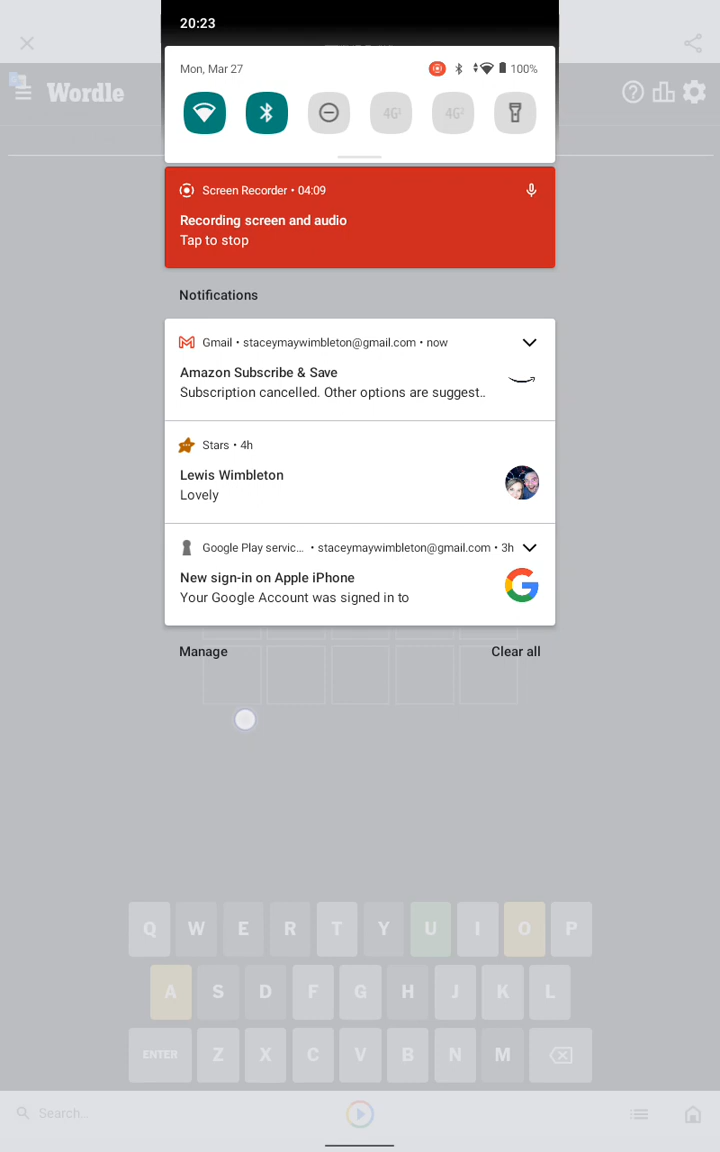 20:23
Mon, Mar 27
100%
4G¹
4G²
Screen Recorder • 04:09
Recording screen and audio
Tap to stop
Notifications
Gmail • staceymaywimbleton@gmail.com • now
Amazon Subscribe & Save
Subscription cancelled. Other options are suggest..
Stars • 4h
Lewis Wimbleton
Lovely
Google Play servic... • staceymaywimbleton@gmail.com • 3h
New sign-in on Apple iPhone
Your Google Account was signed in to
Manage
Clear all
Wordle
Q W E R T Y U I O P
A S D F G H J K L
ENTER Z X C V B N M
Search...